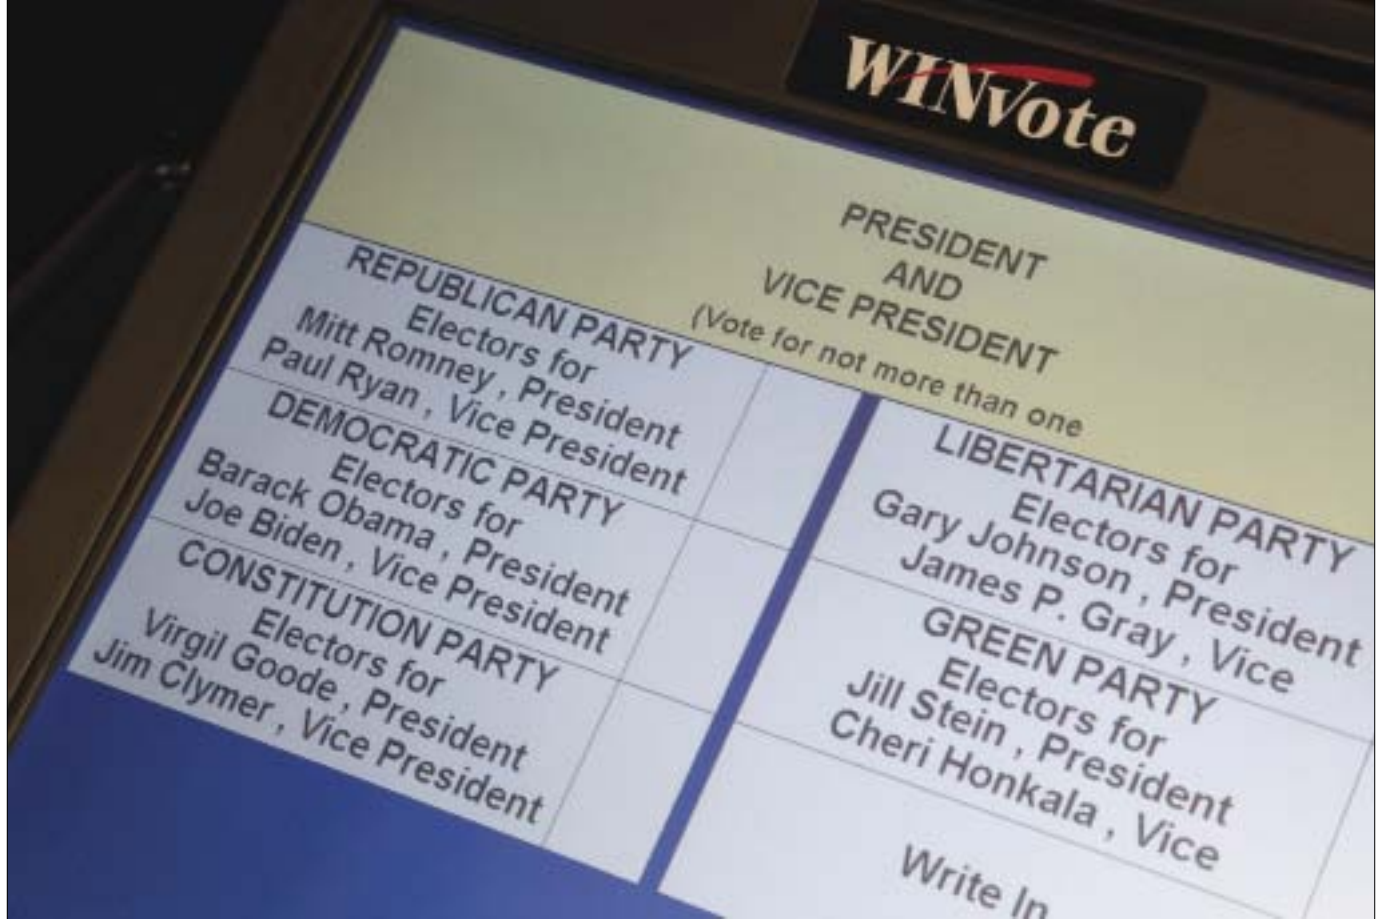 WINvote
PRESIDENT
AND
VICE PRESIDENT
(Vote for not more than one
REPUBLICAN PARTY
Electors for
Mitt Romney , President
Paul Ryan , Vice President
DEMOCRATIC PARTY
Electors for
Barack Obama , President
Joe Biden , Vice President
CONSTITUTION PARTY
Electors for
Virgil Goode , President
Jim Clymer , Vice President
LIBERTARIAN PARTY
Electors for
Gary Johnson , President
James P. Gray , Vice
GREEN PARTY
Electors for
Jill Stein , President
Cheri Honkala , Vice
Write In